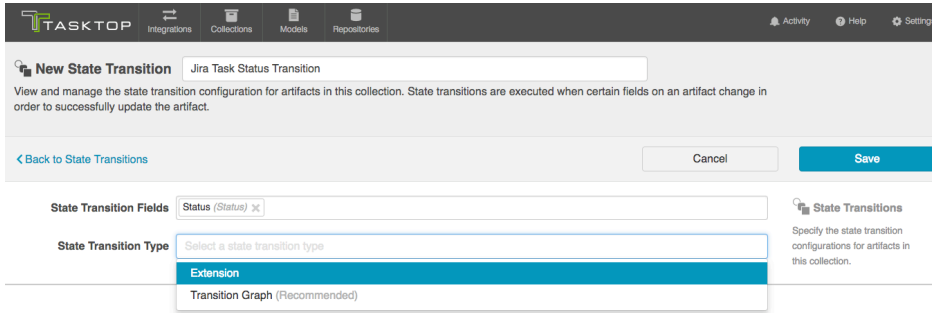 TASKTOP
Integrations
Collections
Models
Repositories
Activity
Help
New State Transition
Jira Task Status Transition
View and manage the state transition configuration for artifacts in this collection. State transitions are executed when certain fields on an artifact change in
order to successfully update the artifact.
Back to State Transitions
Cancel
Save
State Transition Fields
Status (Status)
State Transitions
Specify the state transition
configurations for artifacts in
this collection.
State Transition Type
Select a state transition type
Extension
Transition Graph (Recommended)